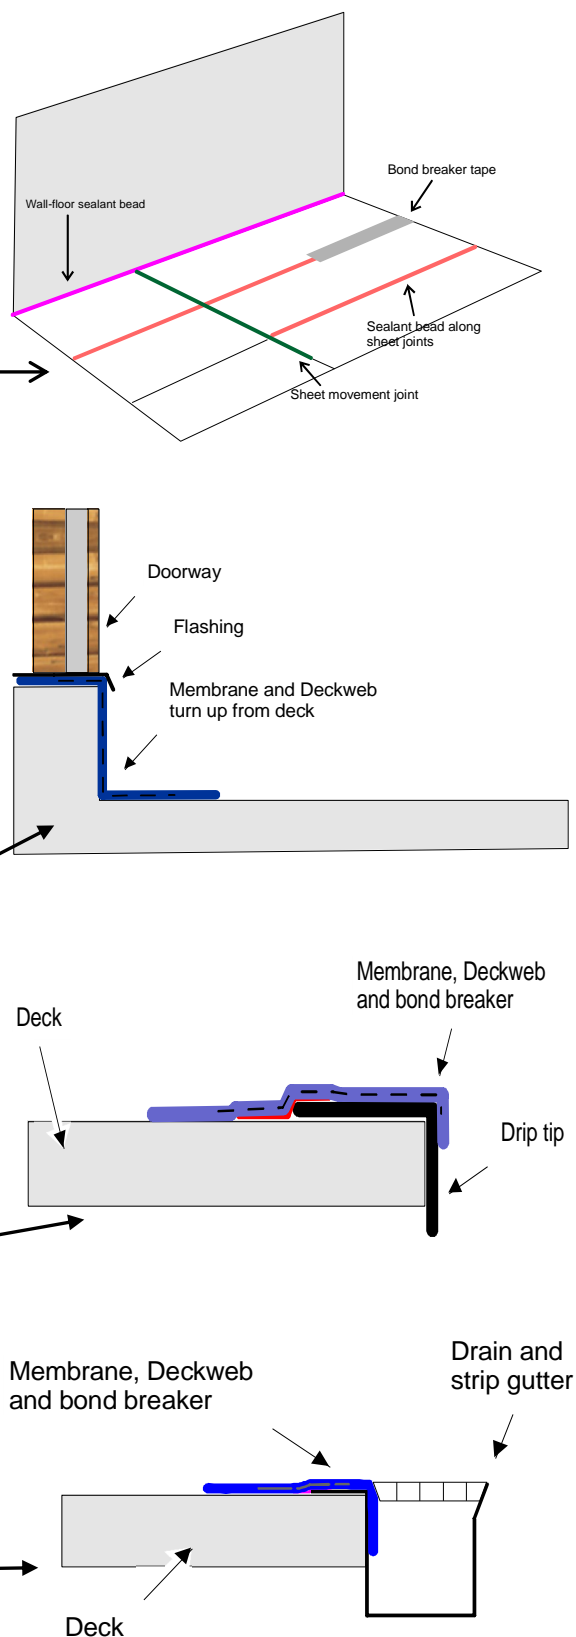 Bond breaker tape
Wall-floor sealant bead
Sealant bead along
sheet joints
Sheet movement joint
Doorway
Flashing
Membrane and Deckweb
turn up from deck
Membrane, Deckweb
and bond breaker
Deck
Drip tip
Drain and
strip gutter
Membrane, Deckweb
and bond breaker
Deck